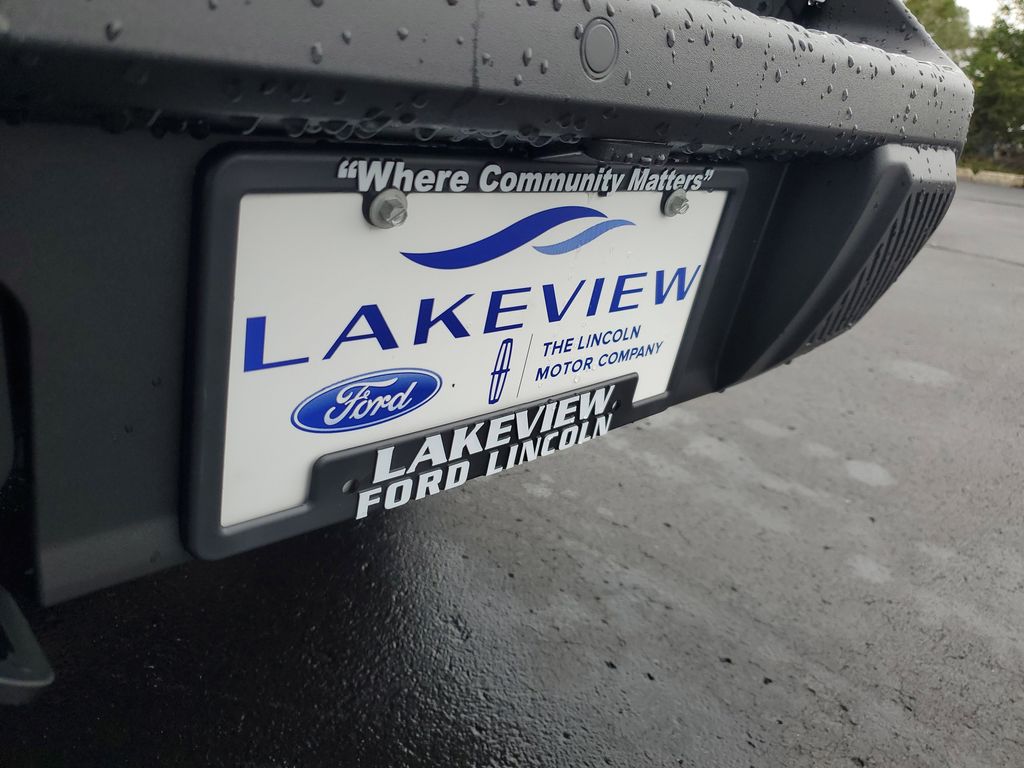 “Where Community Matters”
LAKEVIEW
Ford
THE LINCOLN
MOTOR COMPANY
LAKEVIEW
FORD LINCOLN